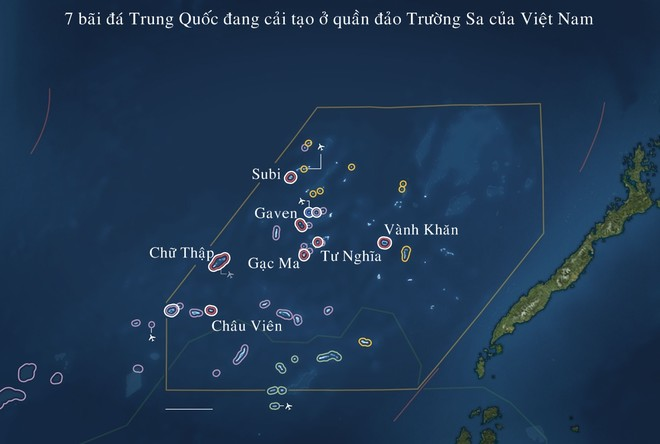 7 bãi đá Trung Quốc đang cải tạo ở quần đảo Trường Sa của Việt Nam
Subi
Gaven
Vành Khăn
Chữ Thập
Gạc Ma
Tư Nghĩa
Châu Viên